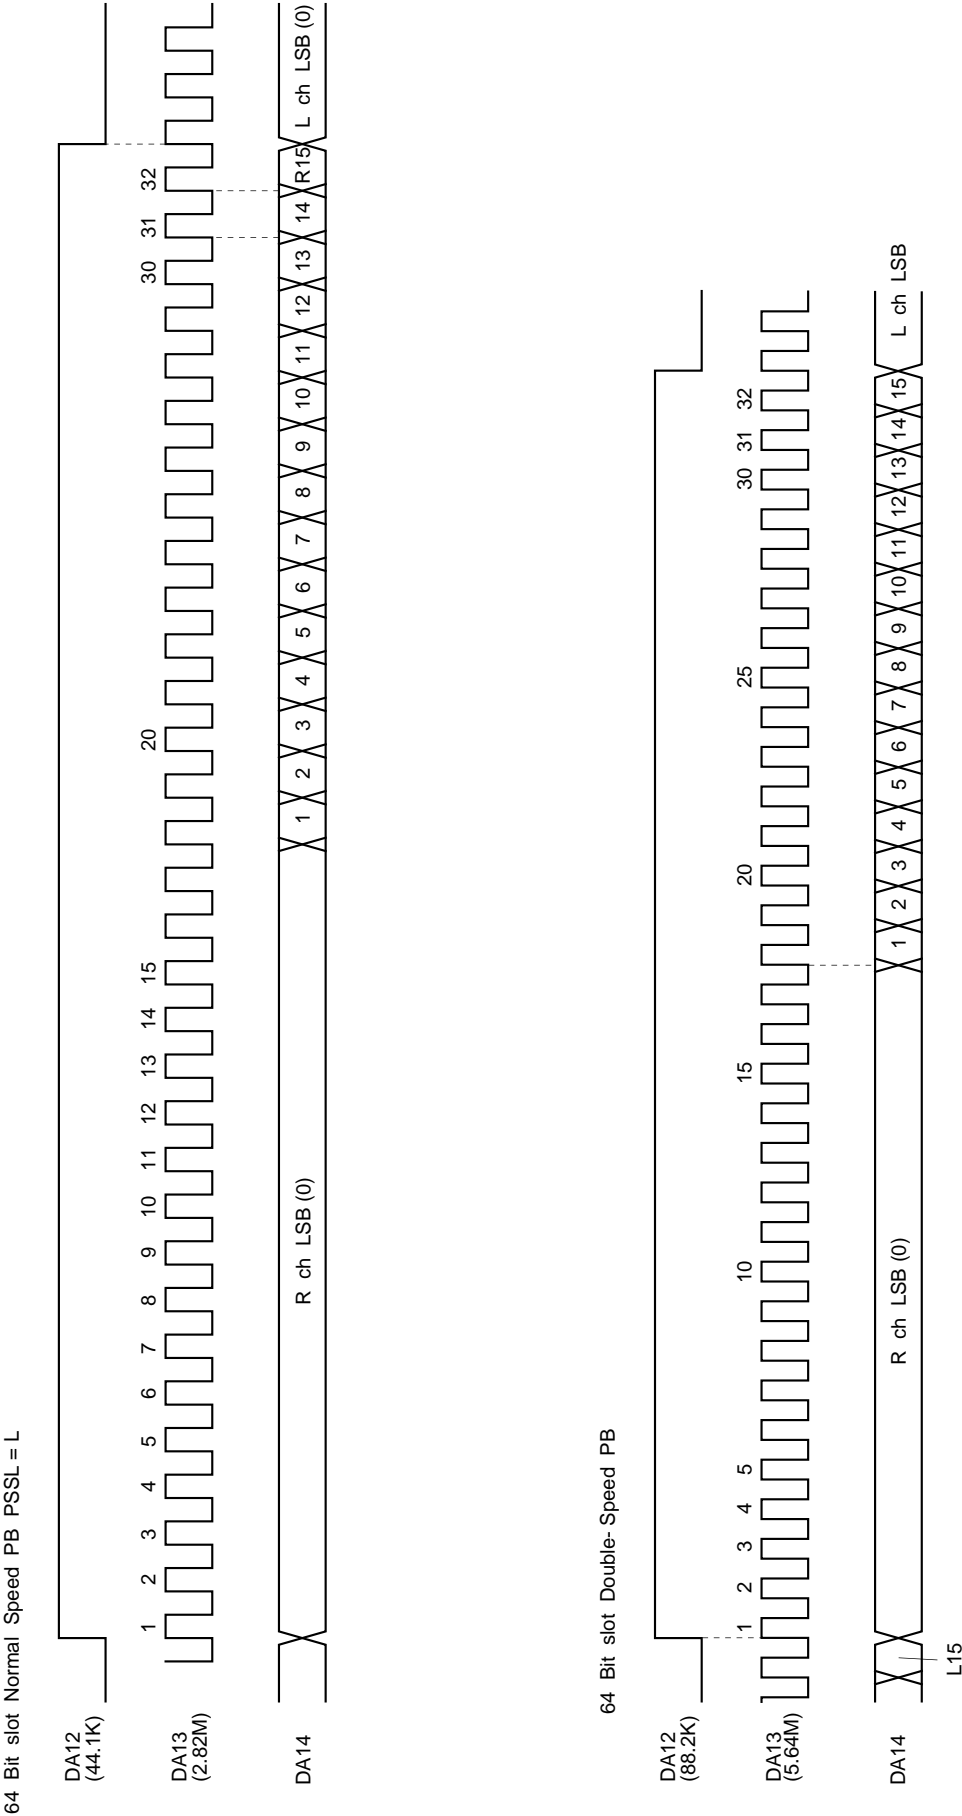 64 Bit slot Normal Speed PB PSSL = L
DA12
(44.1K)
DA13
(2.82M)
1 2 3 4 5 6 7 8 9 10 11 12 13 14 15 20 30 31 32
DA14
R ch LSB (0) 1 2 3 4 5 6 7 8 9 10 11 12 13 14 R15 L ch LSB (0)
64 Bit slot Double- Speed PB
DA12
(88.2K)
DA13
(5.64M)
1 2 3 4 5 10 15 20 25 30 31 32
DA14
R ch LSB (0) 1 2 3 4 5 6 7 8 9 10 11 12 13 14 15 L ch LSB
L15